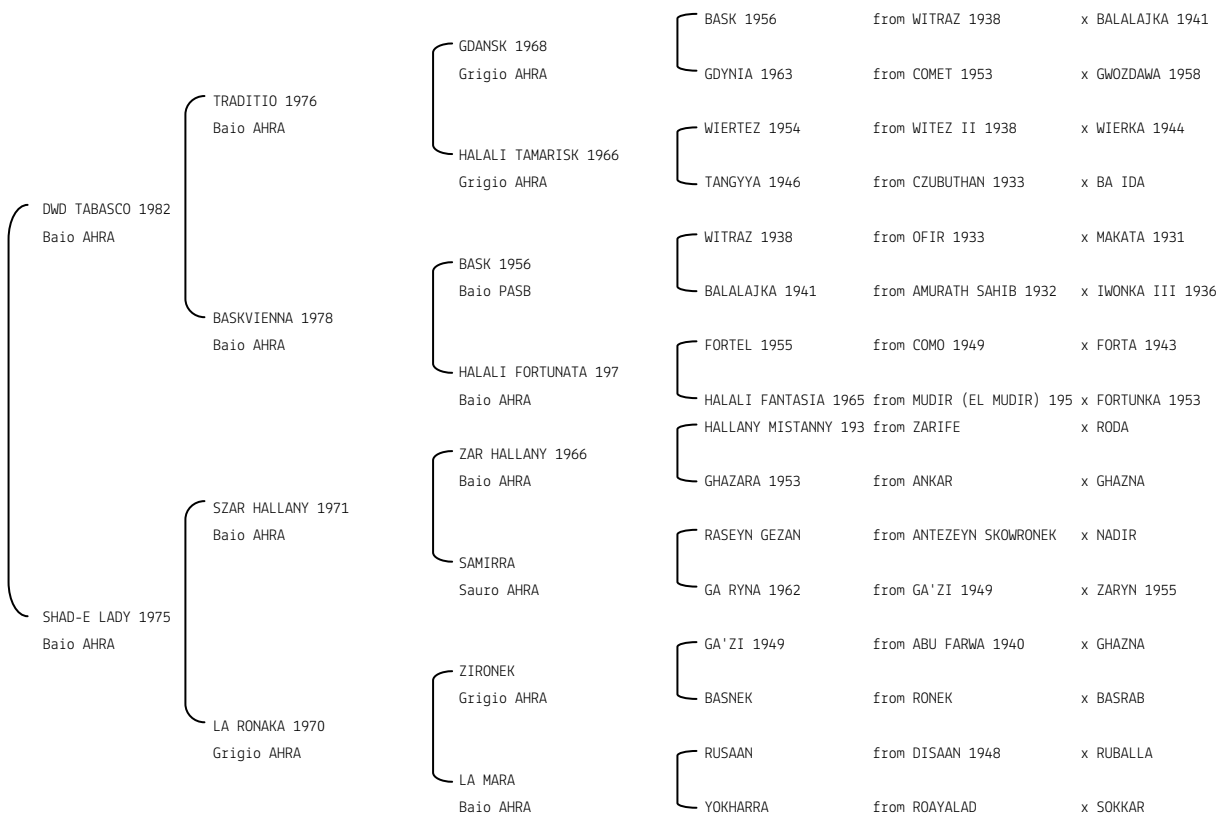 BASK 1956 from WITRAZ 1938 x BALALAJKA 1941
GDANSK 1968
Grigio AHRA GDYNIA 1963 from COMET 1953 x GWOZDAWA 1958
TRADITIO 1976
Baio AHRA WIERTEZ 1954 from WITEZ II 1938 x WIERKA 1944
HALALI TAMARISK 1966
Grigio AHRA TANGYYA 1946 from CZUBUTHAN 1933 x BA IDA
DWD TABASCO 1982
Baio AHRA WITRAZ 1938 from OFIR 1933 x MAKATA 1931
BASK 1956
Baio PASB BALALAJKA 1941 from AMURATH SAHIB 1932 x IWONKA III 1936
BASKVIENNA 1978
Baio AHRA FORTEL 1955 from COMO 1949 x FORTA 1943
HALALI FORTUNATA 197
Baio AHRA HALALI FANTASIA 1965 from MUDIR (EL MUDIR) 195 x FORTUNKA 1953
HALLANY MISTANNY 193 from ZARIFE x RODA
ZAR HALLANY 1966
Baio AHRA GHAZARA 1953 from ANKAR x GHAZNA
SZAR HALLANY 1971
Baio AHRA RASEYN GEZAN from ANTEZEYN SKOWRONEK x NADIR
SAMIRRA
Sauro AHRA GA RYNA 1962 from GA'ZI 1949 x ZARYN 1955
SHAD-E LADY 1975
Baio AHRA GA'ZI 1949 from ABU FARWA 1940 x GHAZNA
ZIRONEK
Grigio AHRA BASNEK from RONEK x BASRAB
LA RONAKA 1970
Grigio AHRA RUSAAN from DISAAN 1948 x RUBALLA
LA MARA
Baio AHRA YOKHARRA from ROAYALAD x SOKKAR